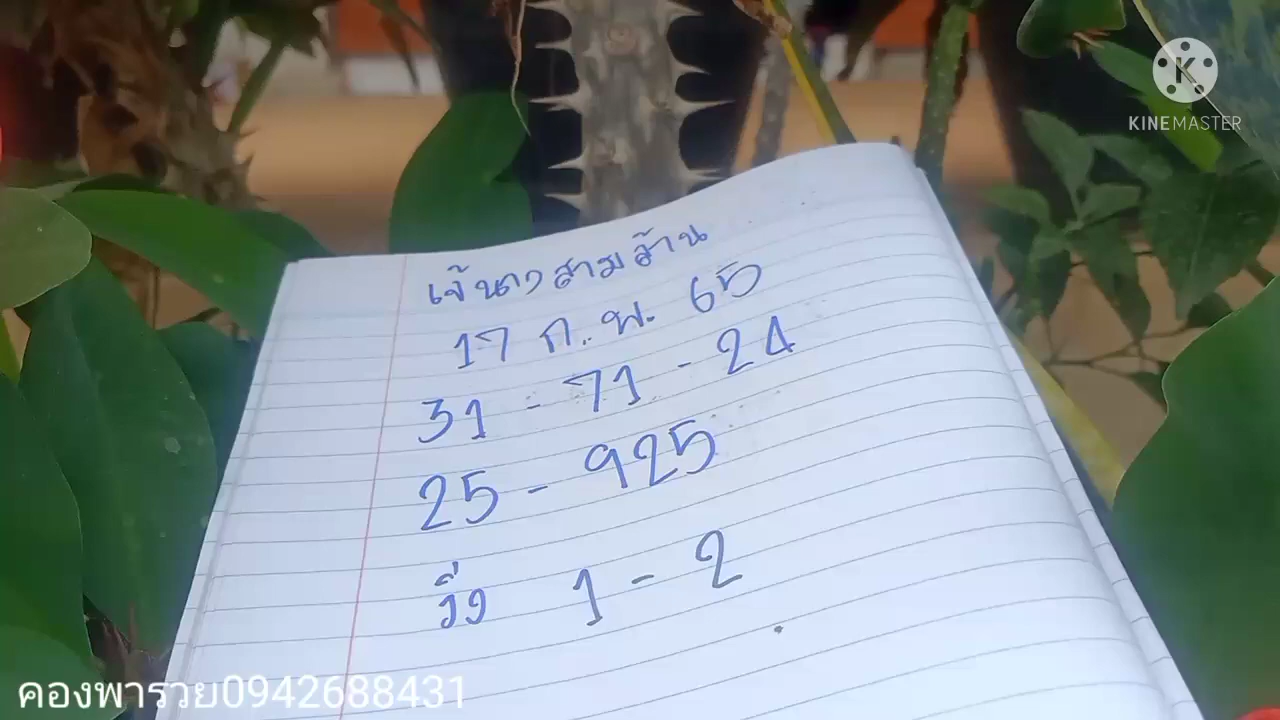 KINEMASTER
เจ้นางสามล้าน
17 ก.พ. 65
31 - 71 - 24
25 - 925
วิ่ง 1 - 2
คองพารวย0942688431